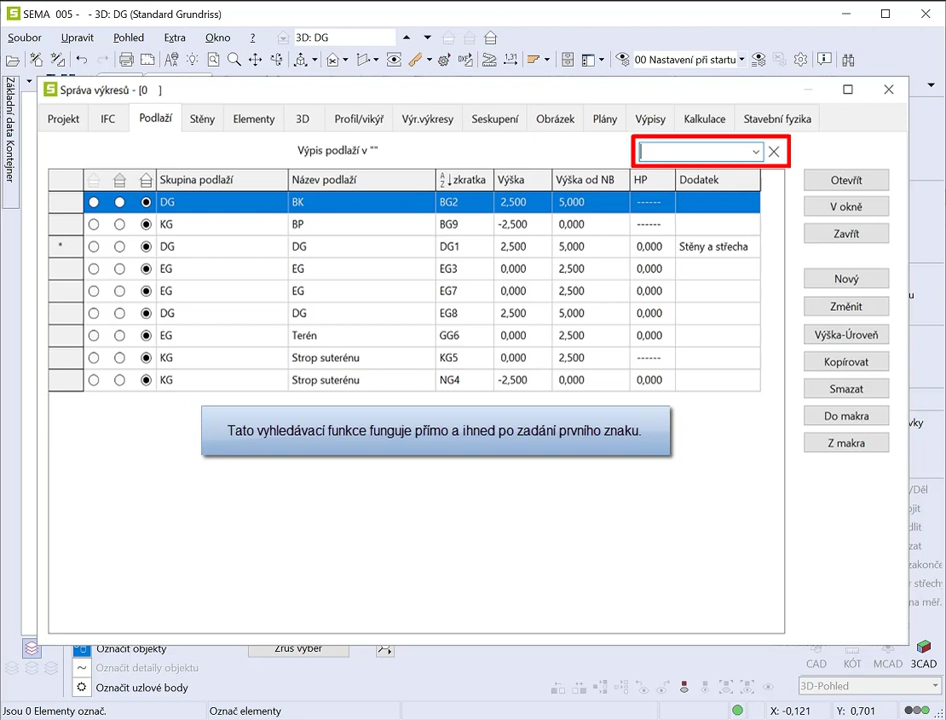 SEMA 005 - - 3D: DG (Standard Grundriss)
Soubor Upravit Pohled Extra Okno ? 3D: DG
00 Nastavení při startu
Základní data Kontejner
Správa výkresů - [0 ]
Projekt IFC Podlaží Stěny Elementy 3D Profil/vikýř Výr.výkresy Seskupení Obrázek Plány Výpisy Kalkulace Stavební fyzika
Výpis podlaží v ""
Skupina podlaží Název podlaží zkratka Výška Výška od NB HP Dodatek
DG BK BG2 2,500 5,000 ------
KG BP BG9 -2,500 0,000 ------
* DG DG DG1 2,500 5,000 0,000 Stěny a střecha
EG EG EG3 0,000 2,500 0,000
EG EG EG7 0,000 2,500 0,000
DG DG EG8 2,500 5,000 0,000
EG Terén GG6 0,000 2,500 0,000
KG Strop suterénu KG5 0,000 2,500 ------
KG Strop suterénu NG4 -2,500 0,000 0,000
Otevřít
V okně
Zavřít
Nový
Změnit
Výška-Úroveň
Kopírovat
Smazat
Do makra
Z makra
Tato vyhledávací funkce funguje přímo a ihned po zadání prvního znaku.
Označit objekty
Označit detaily objektu
Označit uzlové body
Zruš výběr
CAD KÓT MCAD 3CAD
3D-Pohled
Jsou 0 Elementy označ. Označ elementy X: -0,121 Y: 0,701